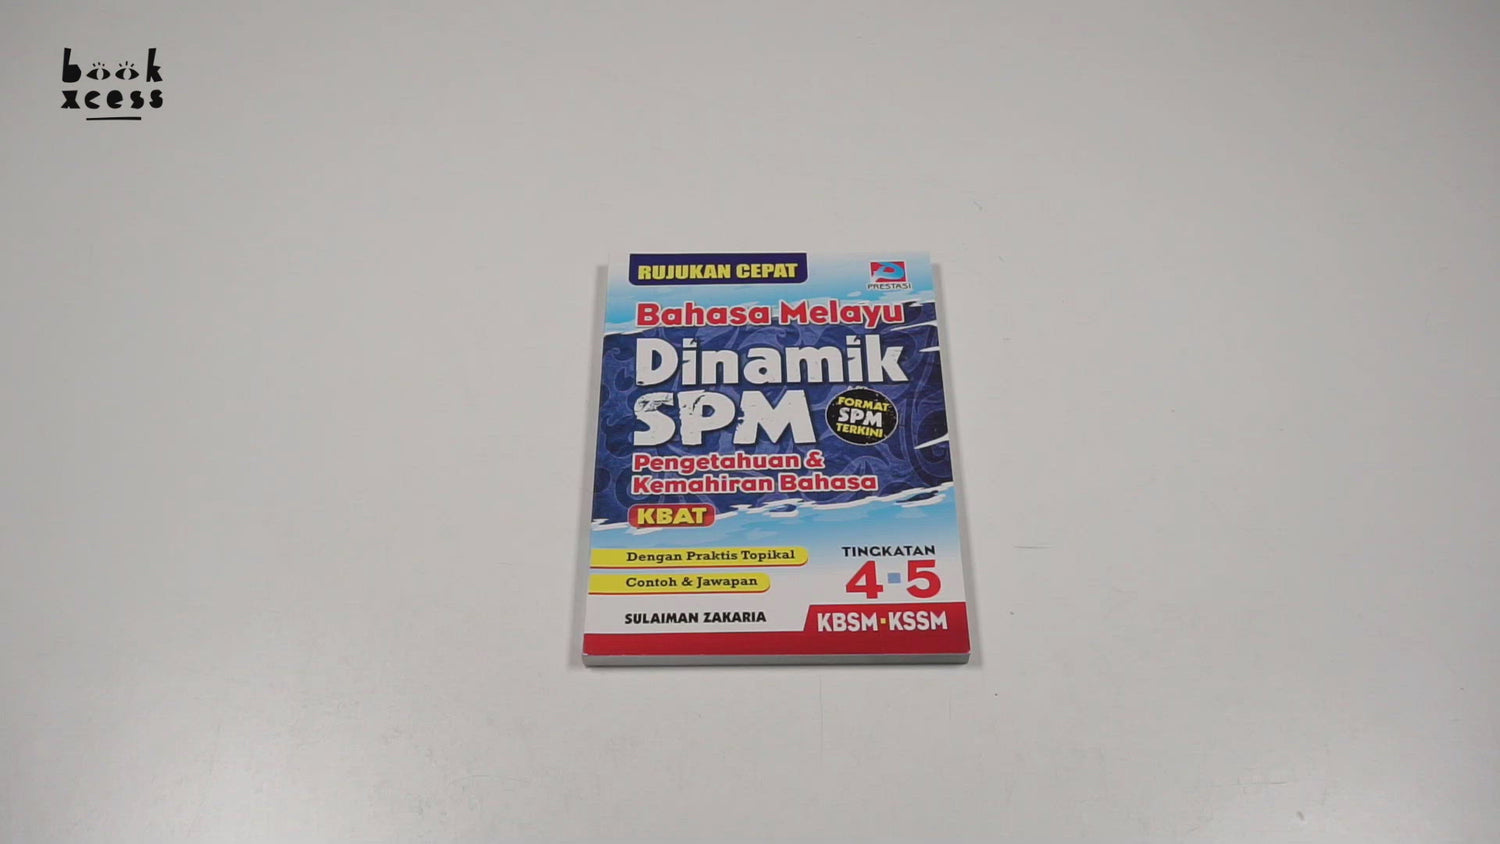 book
xcess
RUJUKAN CEPAT
PRESTASI
Bahasa Melayu
Dinamik
SPM
FORMAT
SPM
TERKINI
Pengetahuan &
Kemahiran Bahasa
KBAT
Dengan Praktis Topikal
Contoh & Jawapan
TINGKATAN
4▪5
SULAIMAN ZAKARIA
KBSM▪KSSM